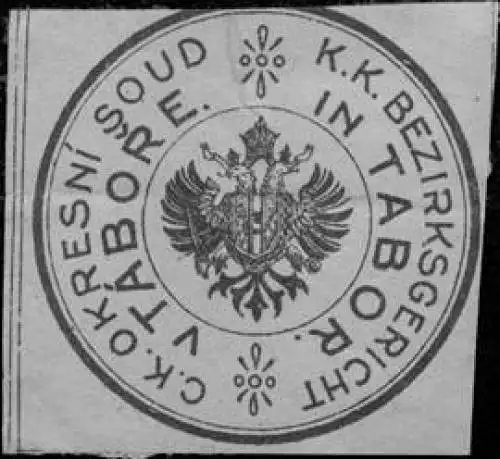 C.K. OKRESNÍ SOUD
V TÁBOŘE.
K.K. BEZIRKSGERICHT
IN TABOR.